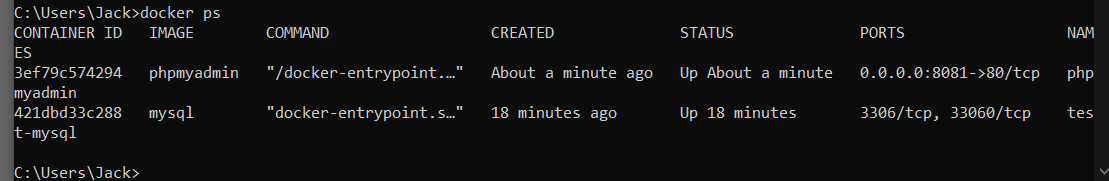 C:\Users\Jack>docker ps
CONTAINER ID   IMAGE        COMMAND                  CREATED              STATUS              PORTS                  NAM
ES
3ef79c574294   phpmyadmin   "/docker-entrypoint.…"   About a minute ago   Up About a minute   0.0.0.0:8081->80/tcp   php
myadmin
421dbd33c288   mysql        "docker-entrypoint.s…"   18 minutes ago       Up 18 minutes       3306/tcp, 33060/tcp    tes
t-mysql
C:\Users\Jack>